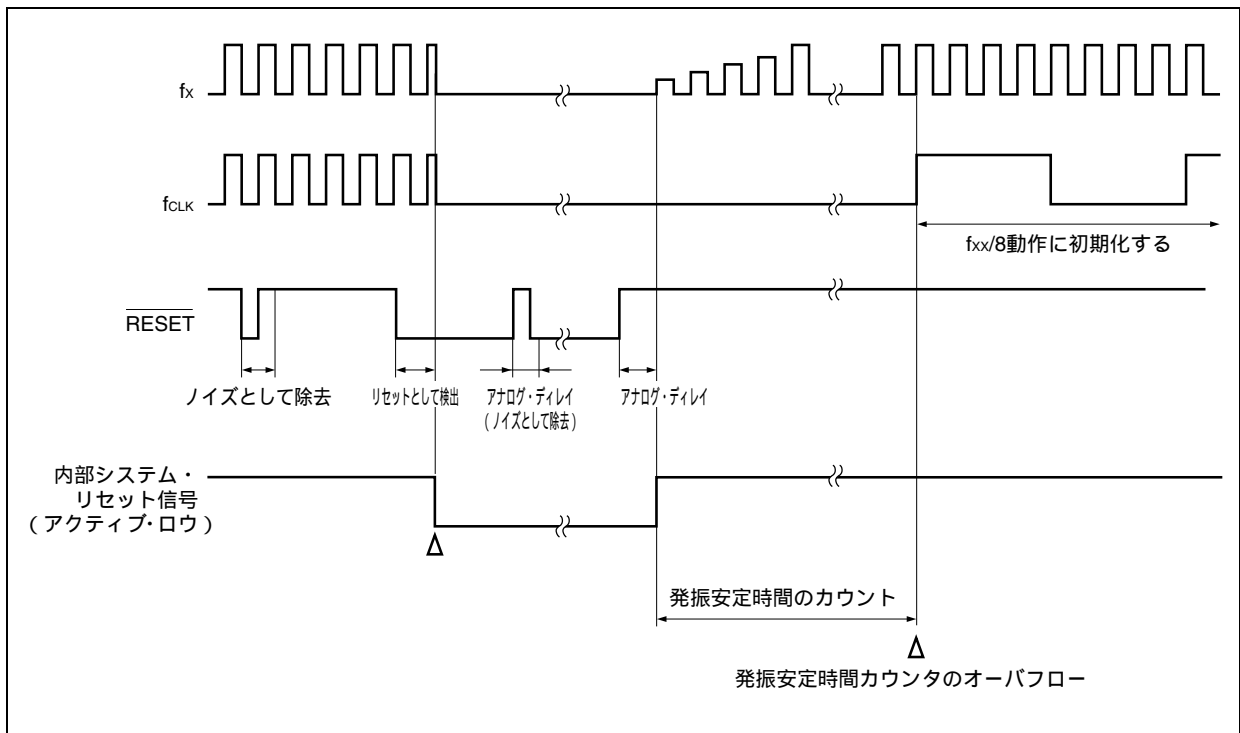 fX
fCLK
fXX/8動作に初期化する
RESET
ノイズとして除去
リセットとして検出
アナログ・ディレイ
(ノイズとして除去)
アナログ・ディレイ
内部システム・
リセット信号
(アクティブ・ロウ)
発振安定時間のカウント
発振安定時間カウンタのオーバフロー